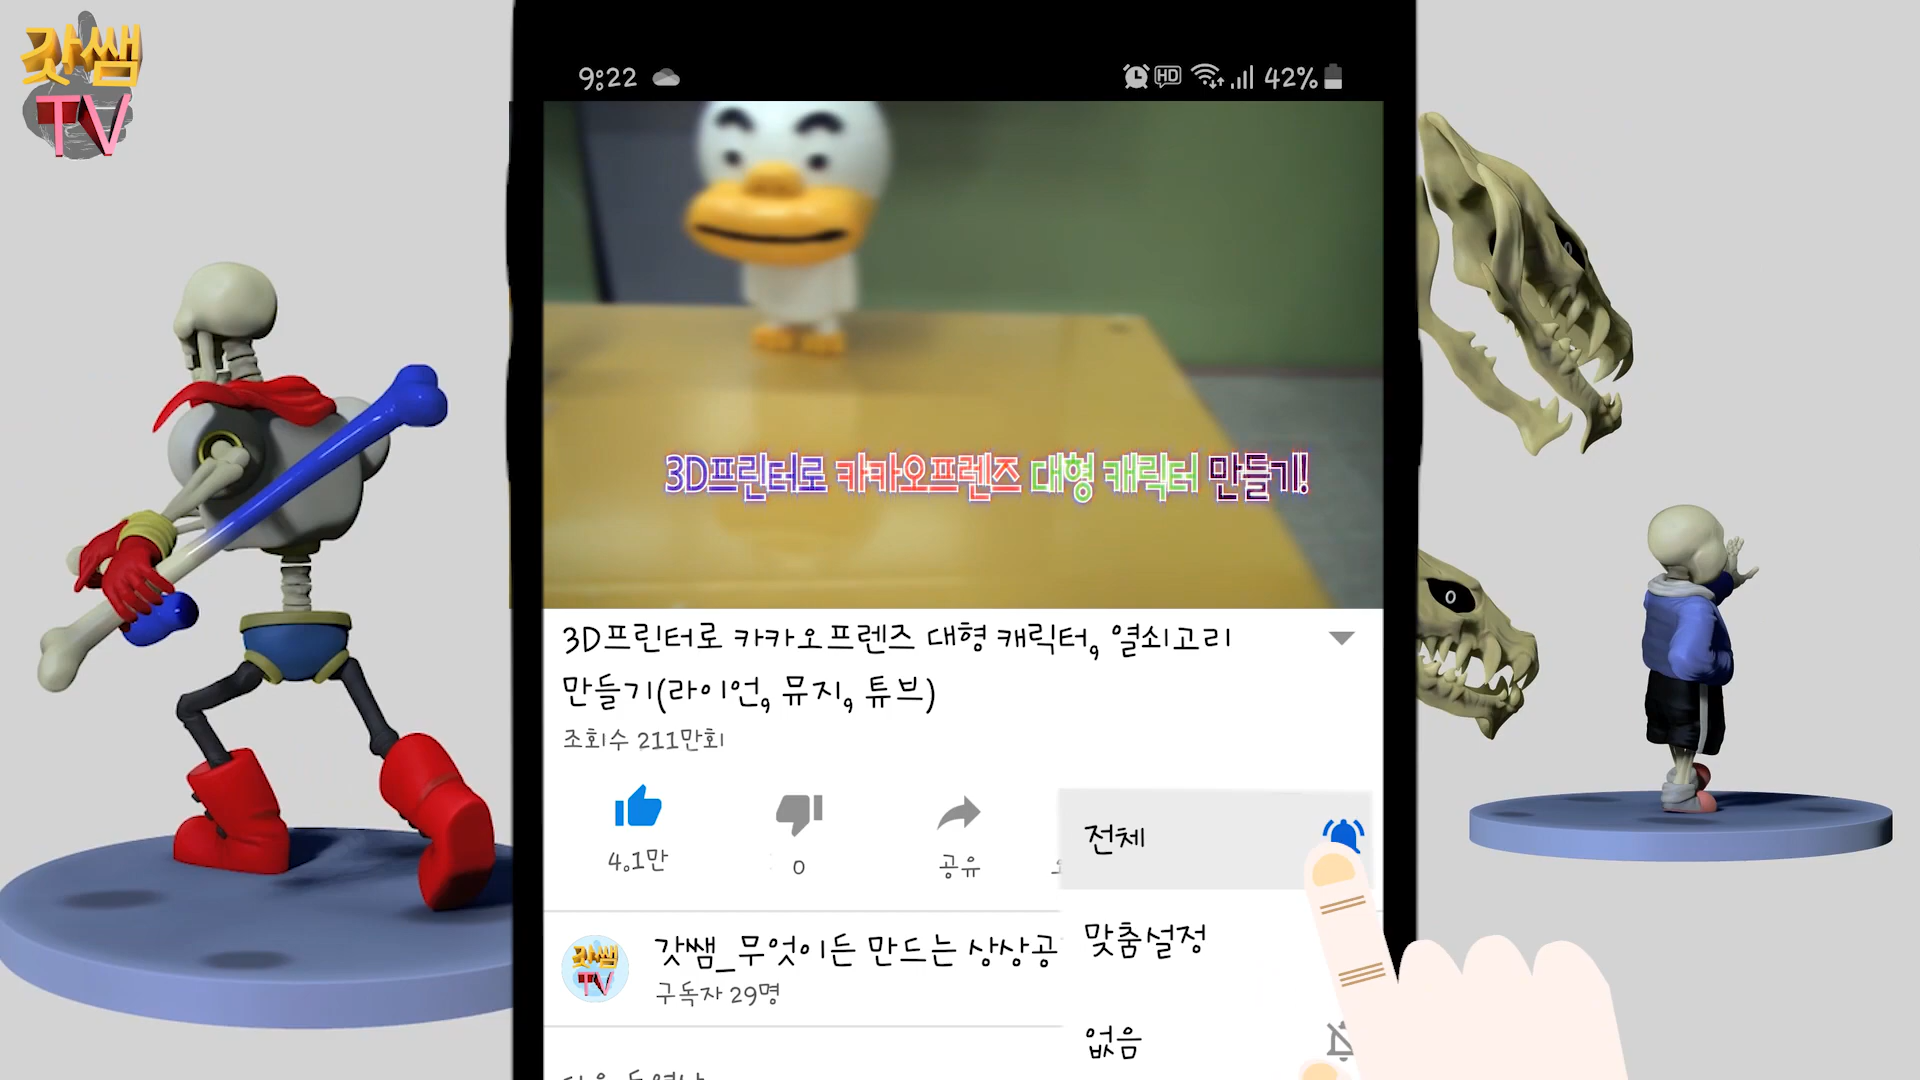 갓쌤
TV
9:22
HD
42%
3D프린터로 카카오프렌즈 대형 캐릭터 만들기!
3D프린터로 카카오프렌즈 대형 캐릭터, 열쇠고리
만들기(라이언, 뮤지, 튜브)
조회수 211만회
4.1만
0
공유
전체
갓쌤
TV
갓쌤_무엇이든 만드는 상상공
구독자 29명
맞춤설정
없음